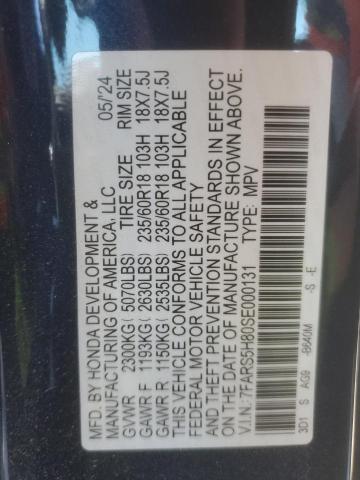 MFD. BY HONDA DEVELOPMENT &
MANUFACTURING OF AMERICA, LLC 05/'24
GVWR 2300KG( 5070LBS) TIRE SIZE RIM SIZE
GAWR F 1193KG( 2630LBS) 235/60R18 103H 18X7.5J
GAWR R 1150KG( 2535LBS) 235/60R18 103H 18X7.5J
THIS VEHICLE CONFORMS TO ALL APPLICABLE
FEDERAL MOTOR VEHICLE SAFETY
AND THEFT PREVENTION STANDARDS IN EFFECT
ON THE DATE OF MANUFACTURE SHOWN ABOVE.
V.I.N.: 7FARS5H80SE000131 TYPE: MPV
3D1 S AG9 -B640M -S -E